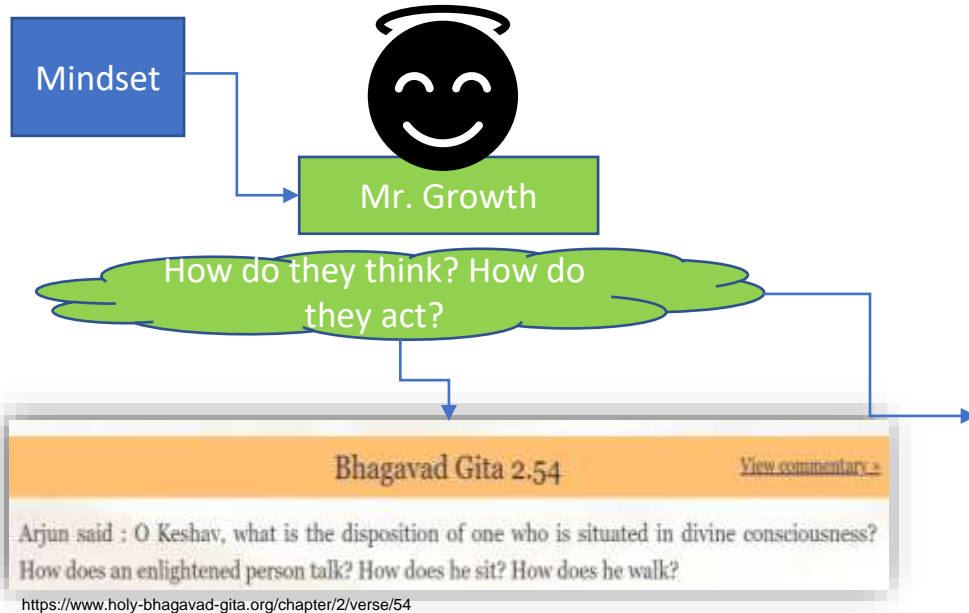 Mindset
Mr. Growth
How do they think? How do
they act?
Bhagavad Gita 2.54
View commentary »
Arjun said : O Keshav, what is the disposition of one who is situated in divine consciousness?
How does an enlightened person talk? How does he sit? How does he walk?
https://www.holy-bhagavad-gita.org/chapter/2/verse/54